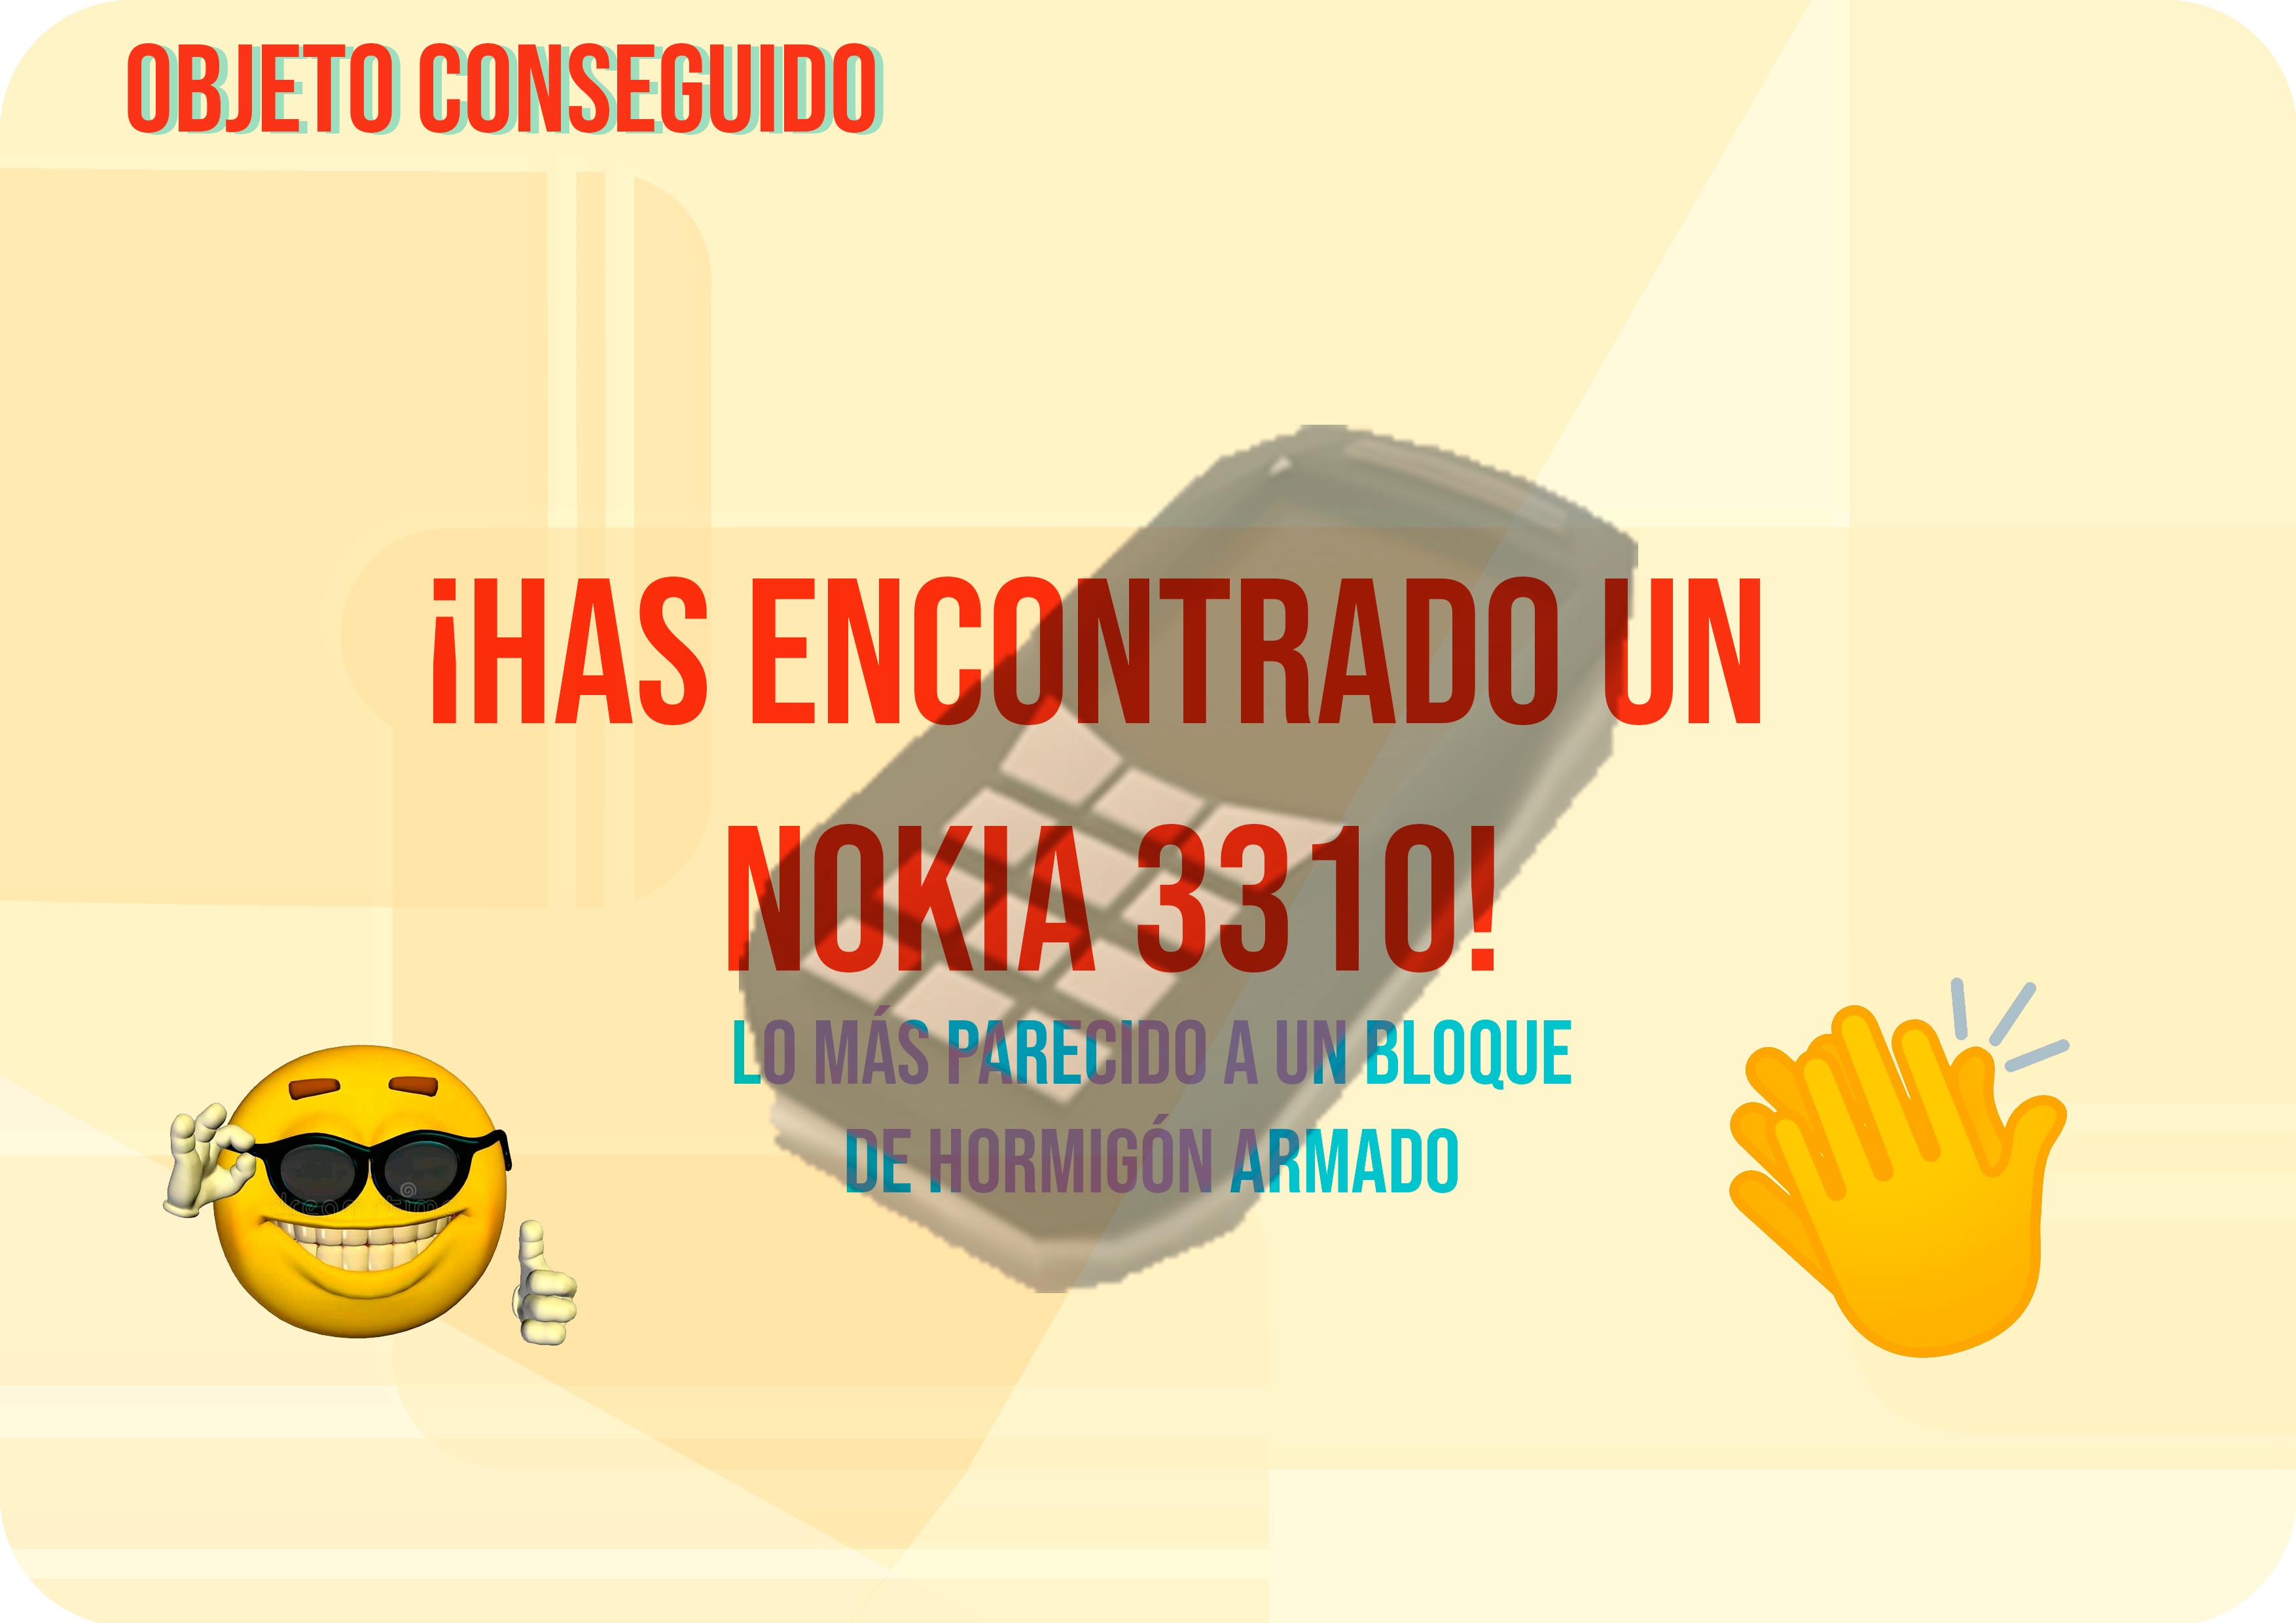 OBJETO CONSEGUIDO
¡HAS ENCONTRADO UN
NOKIA 3310!
LO MÁS PARECIDO A UN BLOQUE
DE HORMIGÓN ARMADO